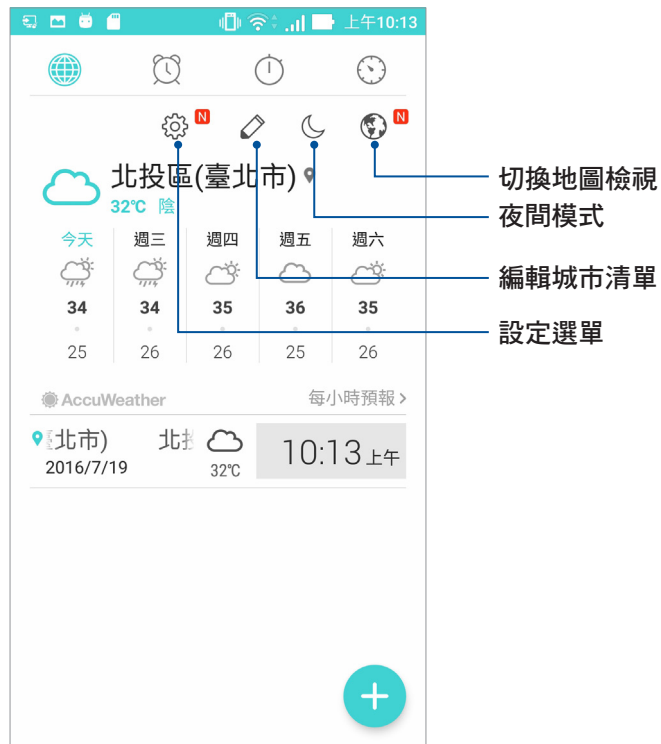 上午10:13
N
N
北投區(臺北市)
32℃ 陰
今天 週三 週四 週五 週六
34 34 35 36 35
25 26 26 25 26
AccuWeather 每小時預報
北市) 北投
2016/7/19
32℃
10:13上午
切換地圖檢視
夜間模式
編輯城市清單
設定選單